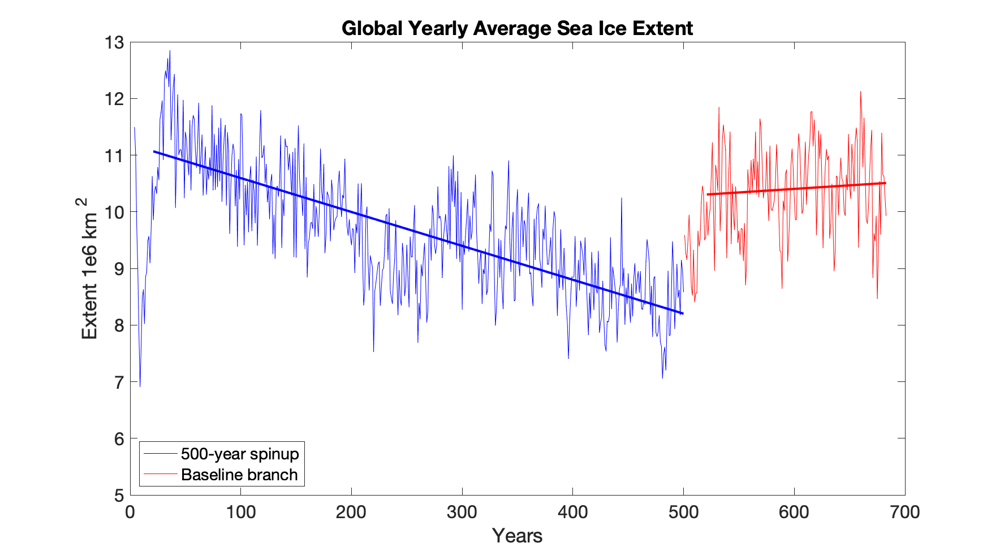 Global Yearly Average Sea Ice Extent
13
12
11
10
9
8
7
6
5
Extent 1e6 km 2
500-year spinup
Baseline branch
0 100 200 300 400 500 600 700
Years